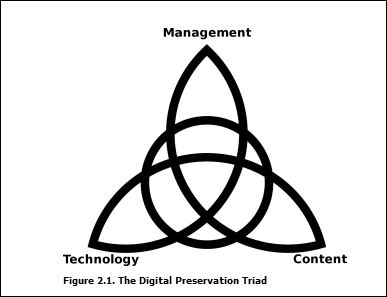 Management
Technology Content
Figure 2.1. The Digital Preservation Triad